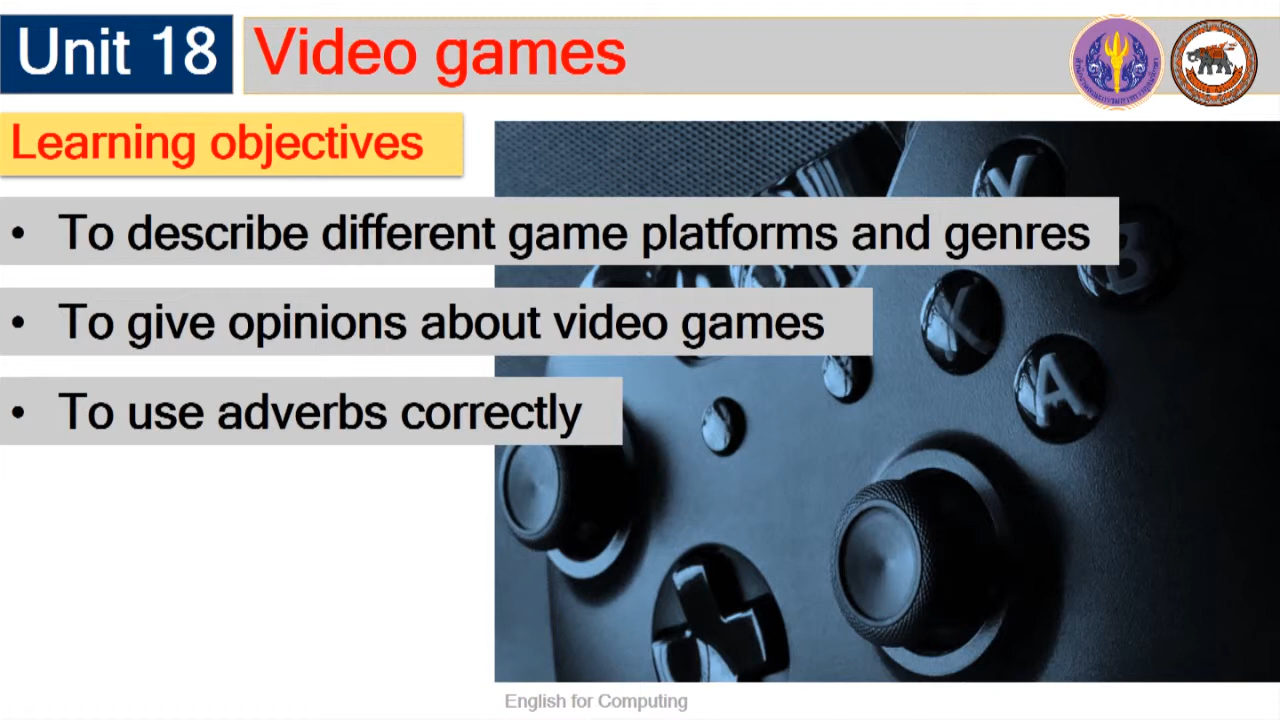 Unit 18
Video games
Learning objectives
• To describe different game platforms and genres
• To give opinions about video games
• To use adverbs correctly
Y
B
X
A
English for Computing